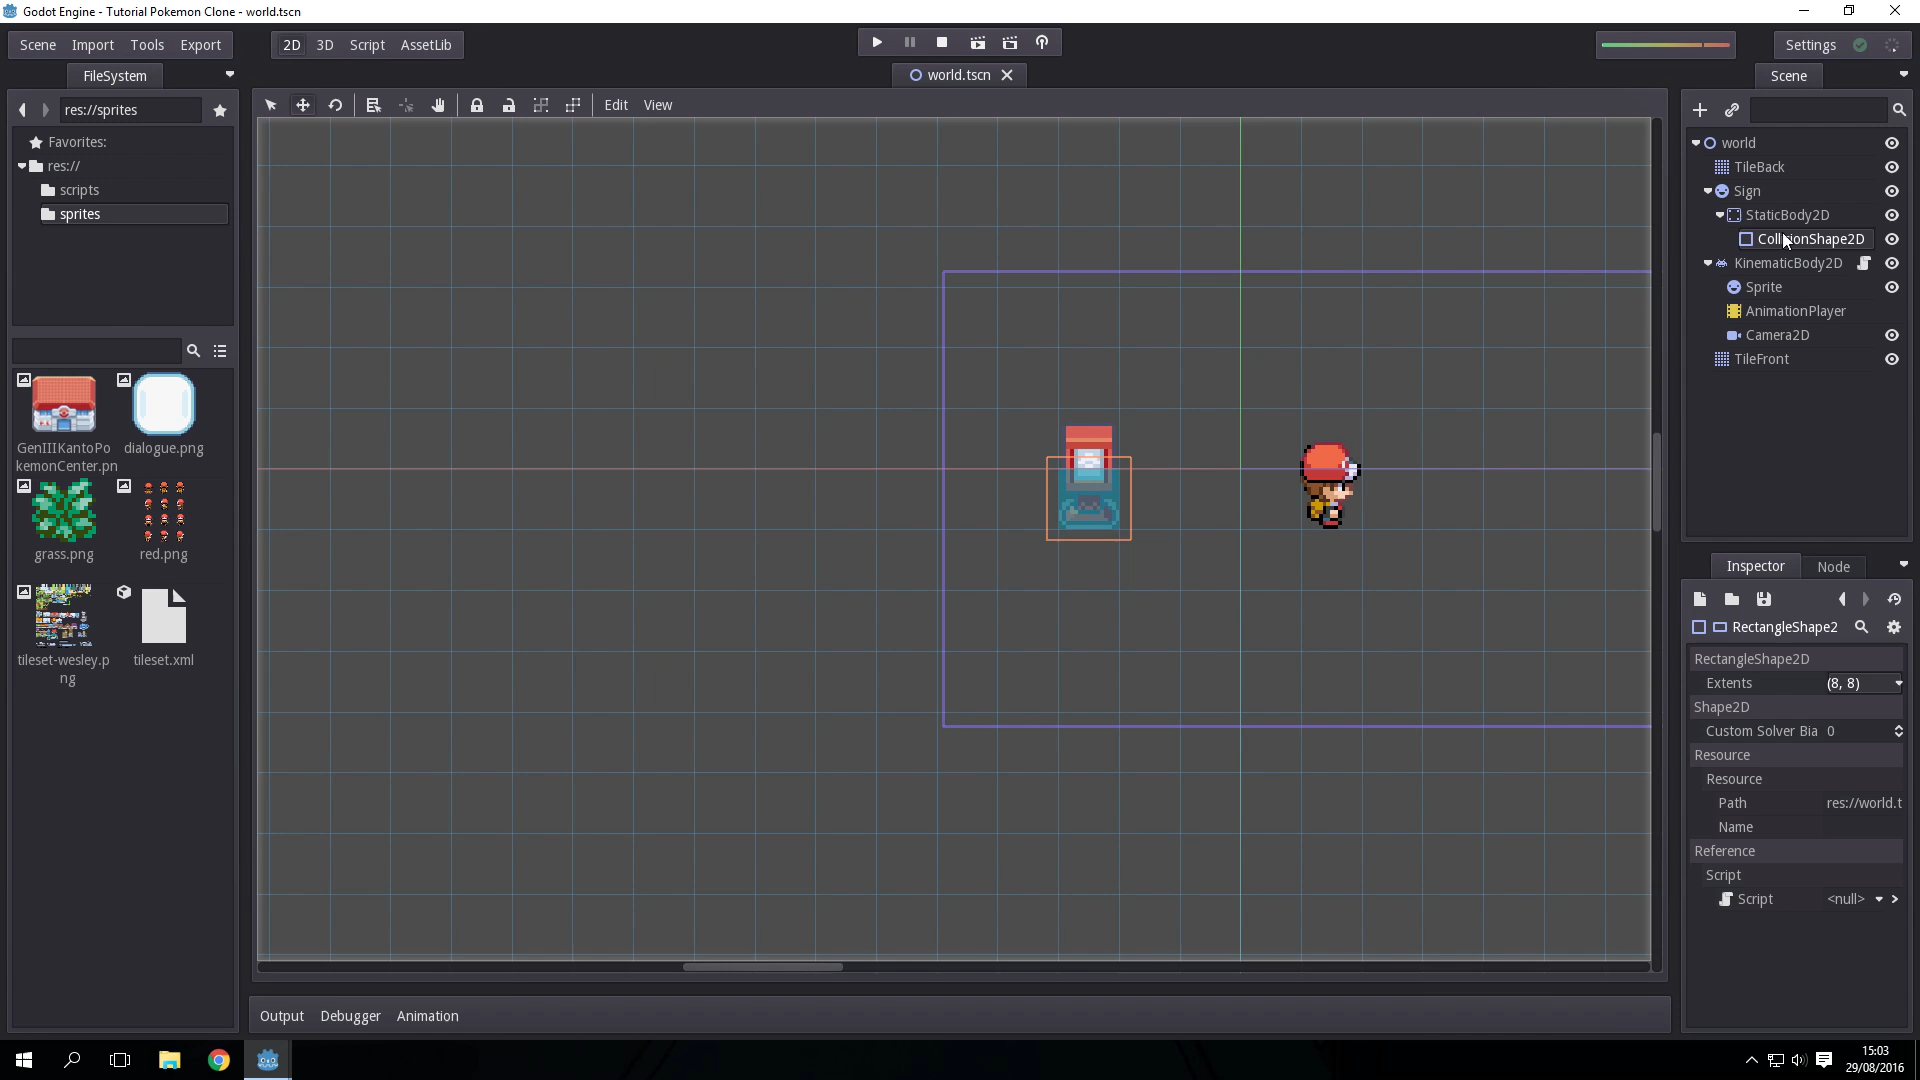 Godot Engine - Tutorial Pokemon Clone - world.tscn
Scene Import Tools Export
2D 3D Script AssetLib
Settings
FileSystem
world.tscn
Scene
res://sprites
Edit View
Favorites:
res://
scripts
sprites
world
TileBack
Sign
StaticBody2D
CollisionShape2D
KinematicBody2D
Sprite
AnimationPlayer
Camera2D
TileFront
GenIIIKantoPo
kemonCenter.pn
dialogue.png
grass.png
red.png
tileset-wesley.p
ng
tileset.xml
Inspector Node
RectangleShape2
RectangleShape2D
Extents (8, 8)
Shape2D
Custom Solver Bia 0
Resource
Resource
Path res://world.t
Name
Reference
Script
Script <null>
Output Debugger Animation
15:03
29/08/2016